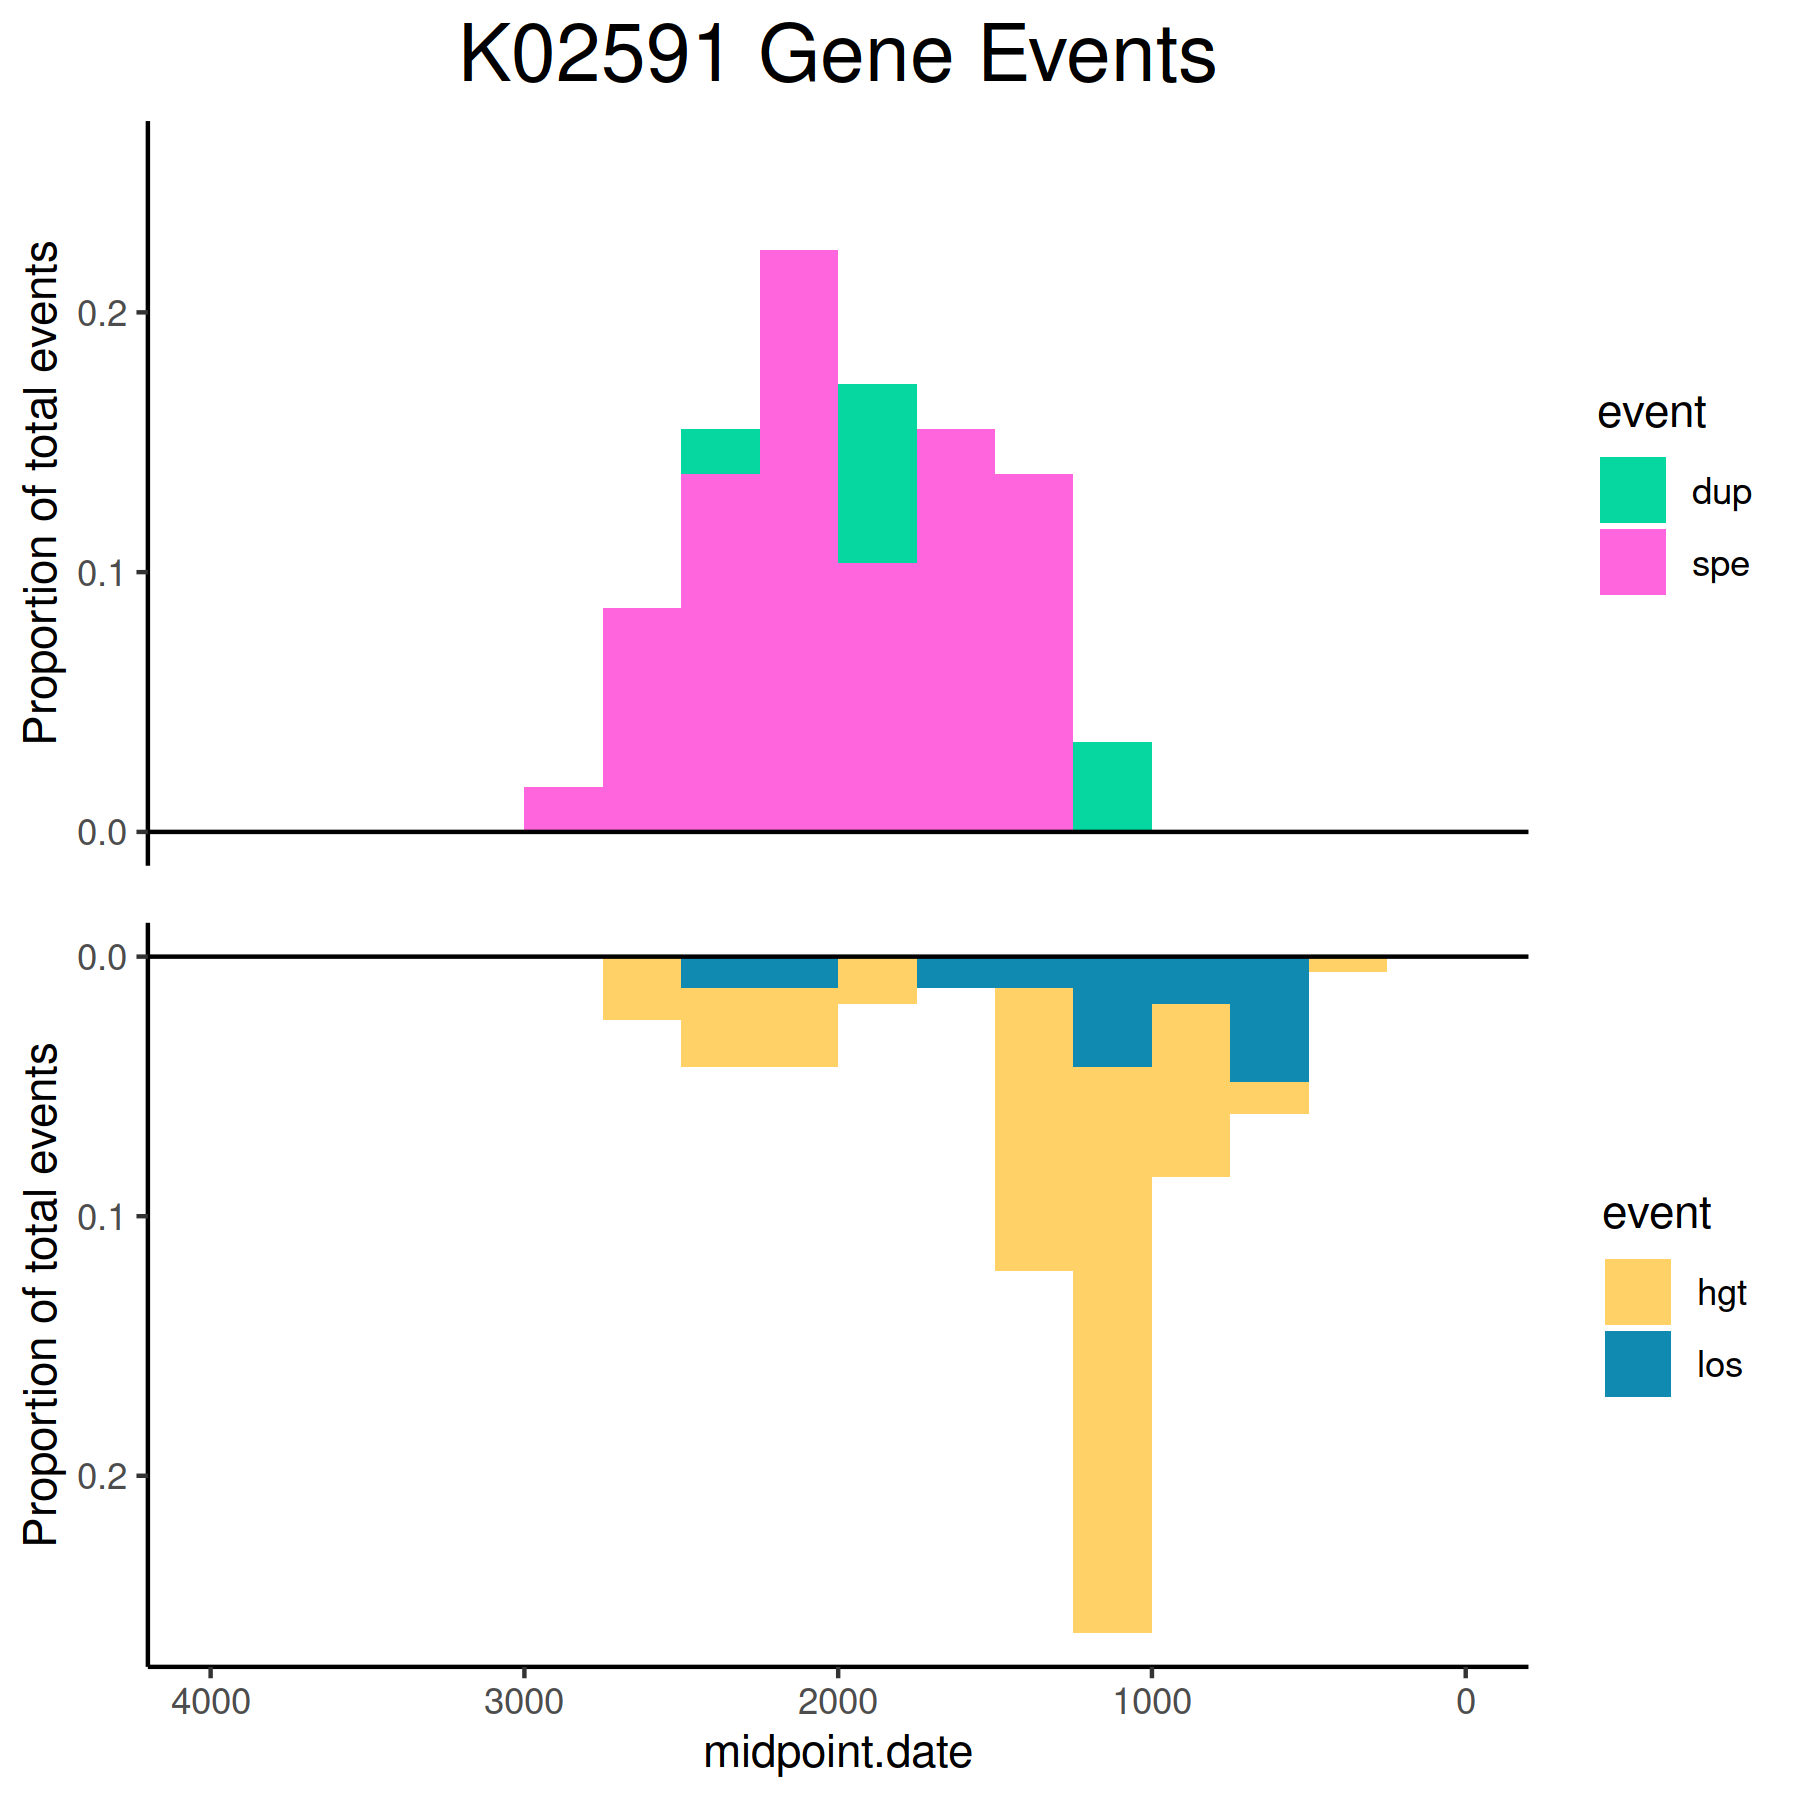 K02591 Gene Events
Proportion of total events
0.2
0.1
0.0
event
dup
spe
Proportion of total events
0.0
0.1
0.2
event
hgt
los
4000 3000 2000 1000 0
midpoint.date